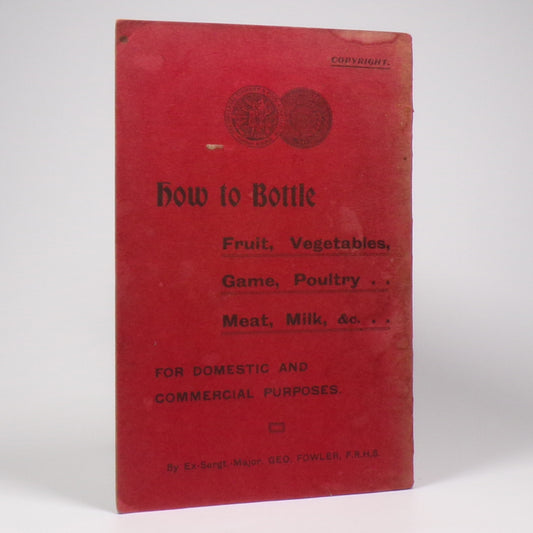 COPYRIGHT.
How to Bottle
Fruit, Vegetables,
Game, Poultry . .
Meat, Milk, &c. . .
FOR DOMESTIC AND
COMMERCIAL PURPOSES.
By Ex-Sergt. Major. GEO. FOWLER, F.R.H.S.